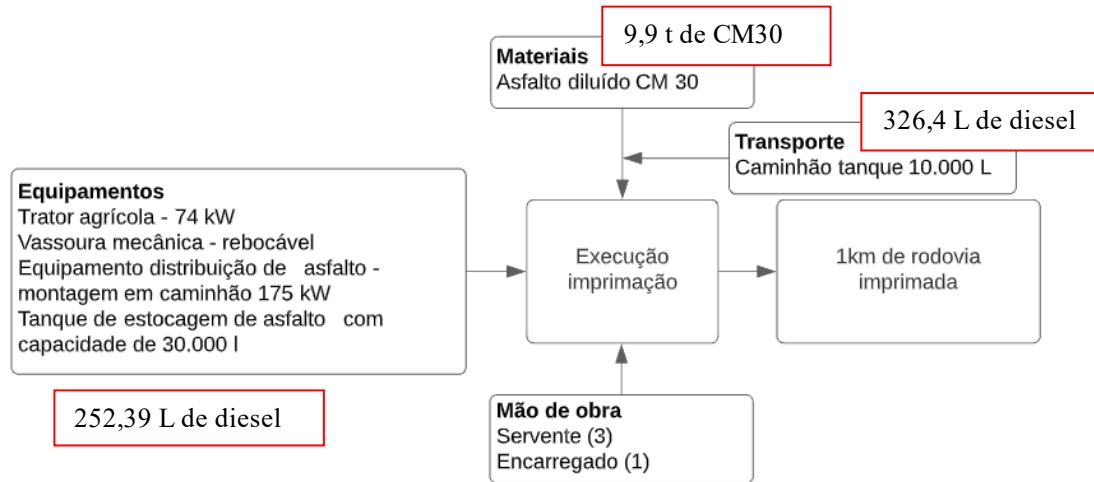 9,9 t de CM30
Materiais
Asfalto diluído CM 30
326,4 L de diesel
Transporte
Caminhão tanque 10.000 L
Equipamentos
Trator agrícola - 74 kW
Vassoura mecânica - rebocável
Equipamento distribuição de asfalto -
montagem em caminhão 175 kW
Tanque de estocagem de asfalto com
capacidade de 30.000 l
Execução
imprimação
1km de rodovia
imprimada
252,39 L de diesel
Mão de obra
Servente (3)
Encarregado (1)